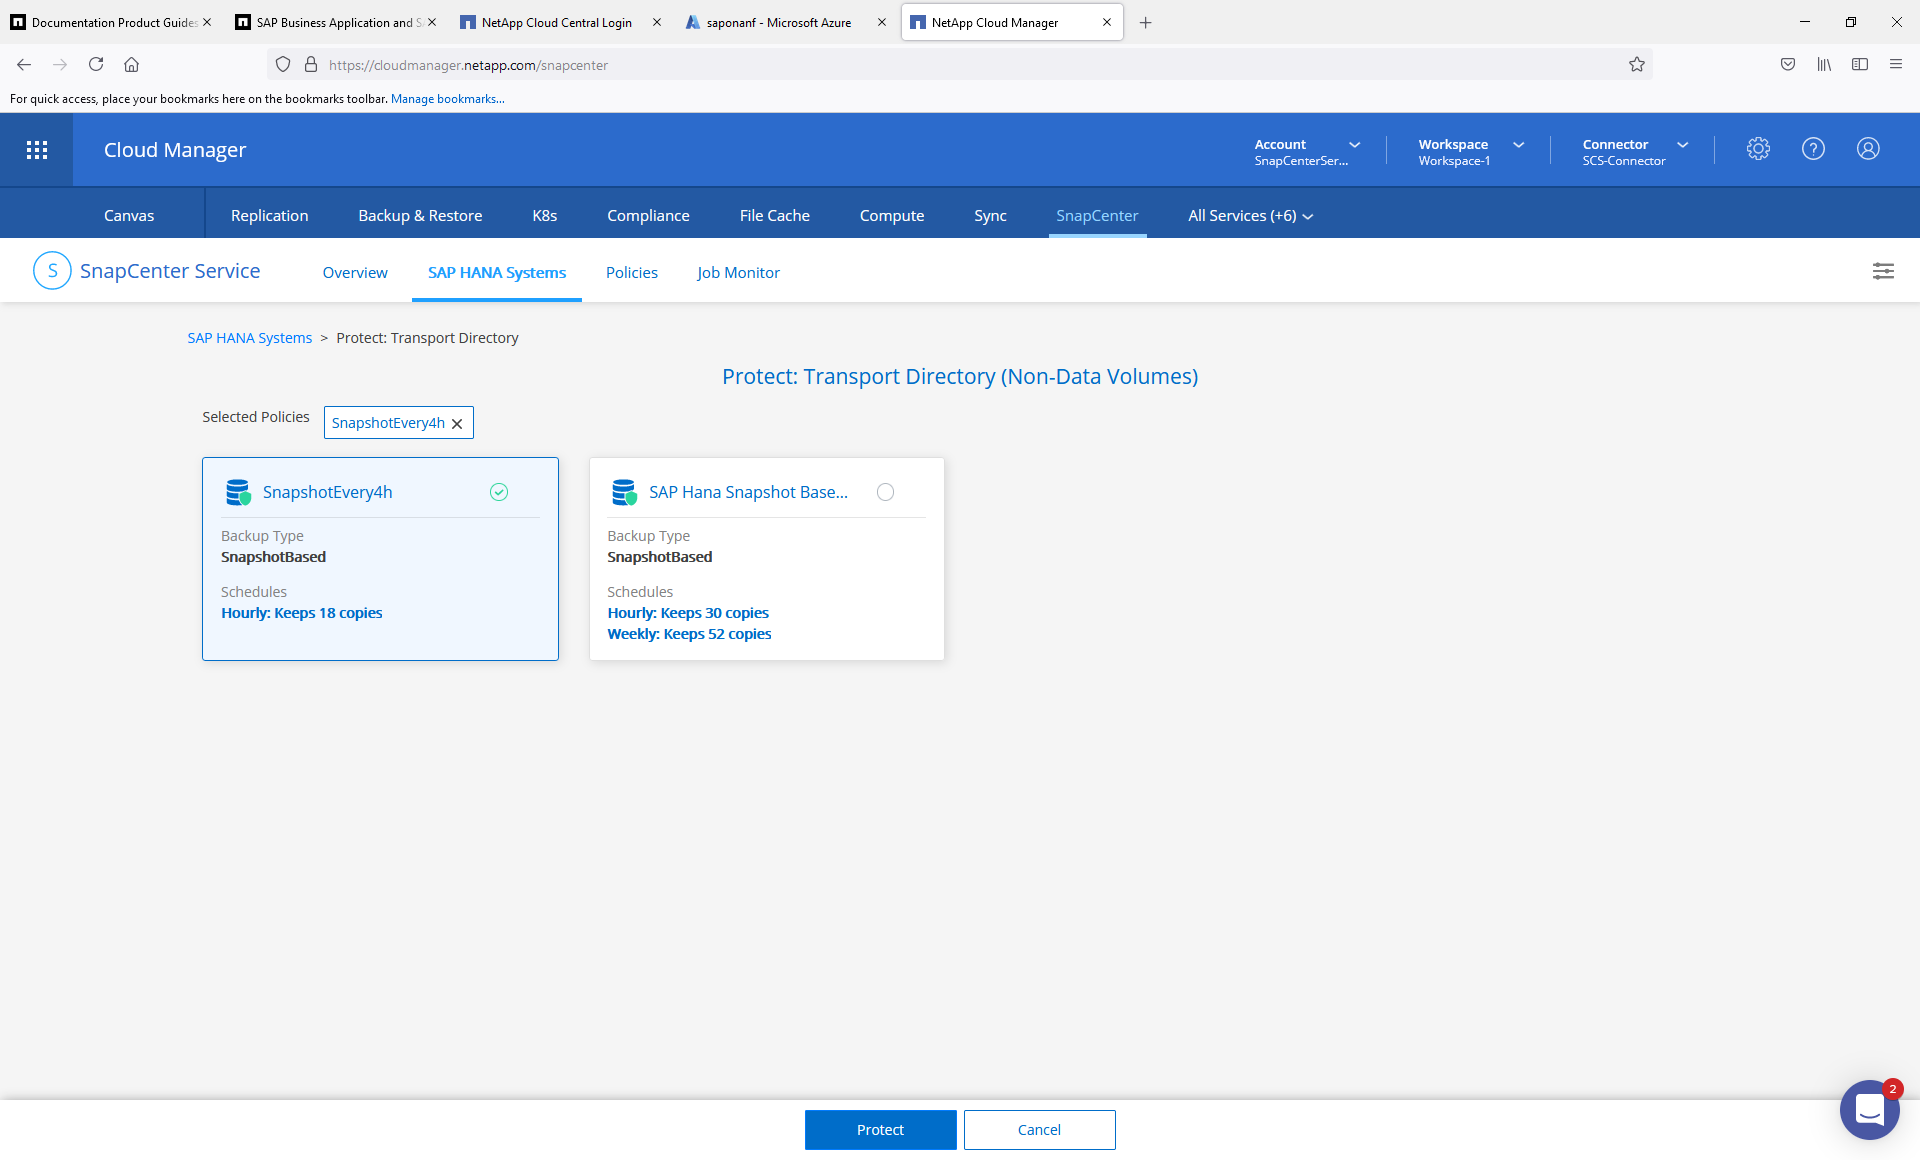 Documentation Product Guides
SAP Business Application and S
NetApp Cloud Central Login
saponanf - Microsoft Azure
NetApp Cloud Manager
https://cloudmanager.netapp.com/snapcenter
For quick access, place your bookmarks here on the bookmarks toolbar. Manage bookmarks...
Cloud Manager
Account
SnapCenterSer...
Workspace
Workspace-1
Connector
SCS-Connector
Canvas
Replication
Backup & Restore
K8s
Compliance
File Cache
Compute
Sync
SnapCenter
All Services (+6)
S
SnapCenter Service
Overview
SAP HANA Systems
Policies
Job Monitor
SAP HANA Systems > Protect: Transport Directory
Protect: Transport Directory (Non-Data Volumes)
Selected Policies
SnapshotEvery4h
SnapshotEvery4h
Backup Type
SnapshotBased
Schedules
Hourly: Keeps 18 copies
SAP Hana Snapshot Base...
Backup Type
SnapshotBased
Schedules
Hourly: Keeps 30 copies
Weekly: Keeps 52 copies
2
Protect
Cancel